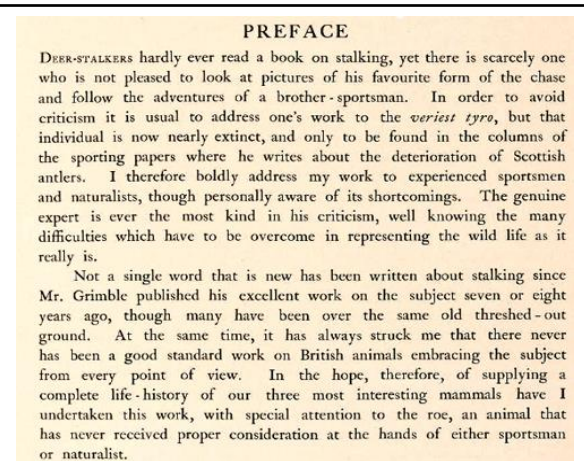 PREFACE
DEER-STALKERS hardly ever read a book on stalking, yet there is scarcely one
who is not pleased to look at pictures of his favourite form of the chase
and follow the adventures of a brother-sportsman. In order to avoid
criticism it is usual to address one's work to the veriest tyro, but that
individual is now nearly extinct, and only to be found in the columns of
the sporting papers where he writes about the deterioration of Scottish
antlers. I therefore boldly address my work to experienced sportsmen
and naturalists, though personally aware of its shortcomings. The genuine
expert is ever the most kind in his criticism, well knowing the many
difficulties which have to be overcome in representing the wild life as it
really is.
Not a single word that is new has been written about stalking since
Mr. Grimble published his excellent work on the subject seven or eight
years ago, though many have been over the same old threshed-out
ground. At the same time, it has always struck me that there never
has been a good standard work on British animals embracing the subject
from every point of view. In the hope, therefore, of supplying a
complete life-history of our three most interesting mammals have I
undertaken this work, with special attention to the roe, an animal that
has never received proper consideration at the hands of either sportsman
or naturalist.